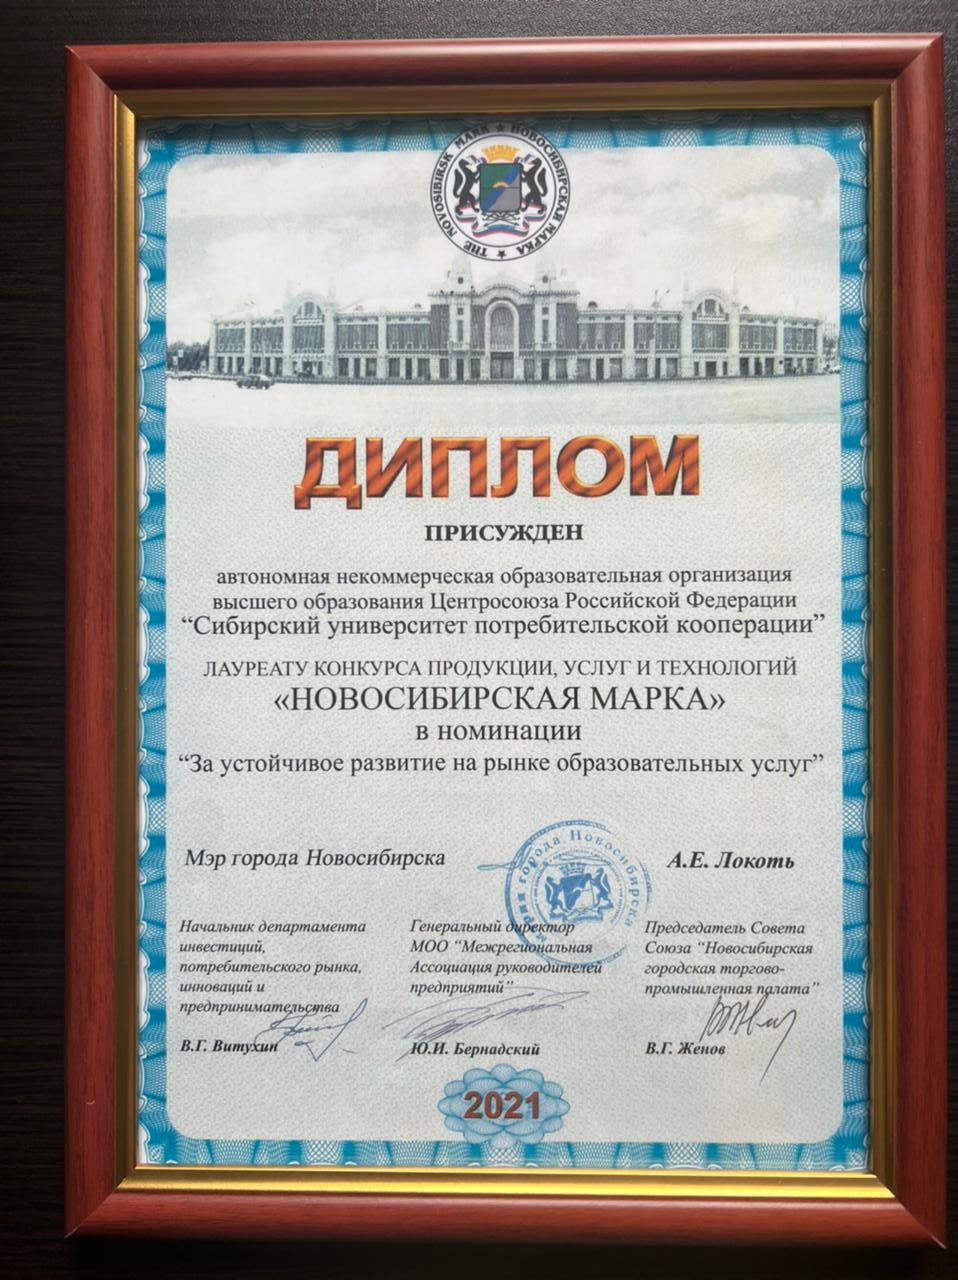 THE NOVOSIBIRSK MARK ★ НОВОСИБИРСКАЯ МАРКА ★
ДИПЛОМ
ПРИСУЖДЕН
автономная некоммерческая образовательная организация
высшего образования Центросоюза Российской Федерации
“Сибирский университет потребительской кооперации”
ЛАУРЕАТУ КОНКУРСА ПРОДУКЦИИ, УСЛУГ И ТЕХНОЛОГИЙ
«НОВОСИБИРСКАЯ МАРКА»
в номинации
“За устойчивое развитие на рынке образовательных услуг”
Мэр города Новосибирска
А.Е. Локоть
мэрия города Новосибирска
Начальник департамента
инвестиций,
потребительского рынка,
инноваций и
предпринимательства
В.Г. Витухин
Генеральный директор
МОО “Межрегиональная
Ассоциация руководителей
предприятий”
Ю.И. Бернадский
Председатель Совета
Союза “Новосибирская
городская торгово-
промышленная палата”
В.Г. Женов
2021